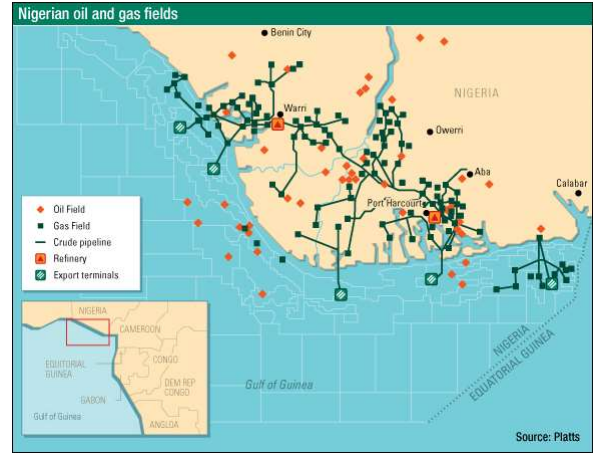 Nigerian oil and gas fields
Benin City
NIGERIA
Warri
Owerri
Aba
Calabar
Port Harcourt
Oil Field
Gas Field
Crude pipeline
Refinery
Export terminals
NIGERIA
EQUATORIAL GUINEA
NIGERIA
CAMEROON
EQUITORIAL
GUINEA
CONGO
GABON
DEM REP
CONGO
Gulf of Guinea
ANGLOA
Gulf of Guinea
Source: Platts